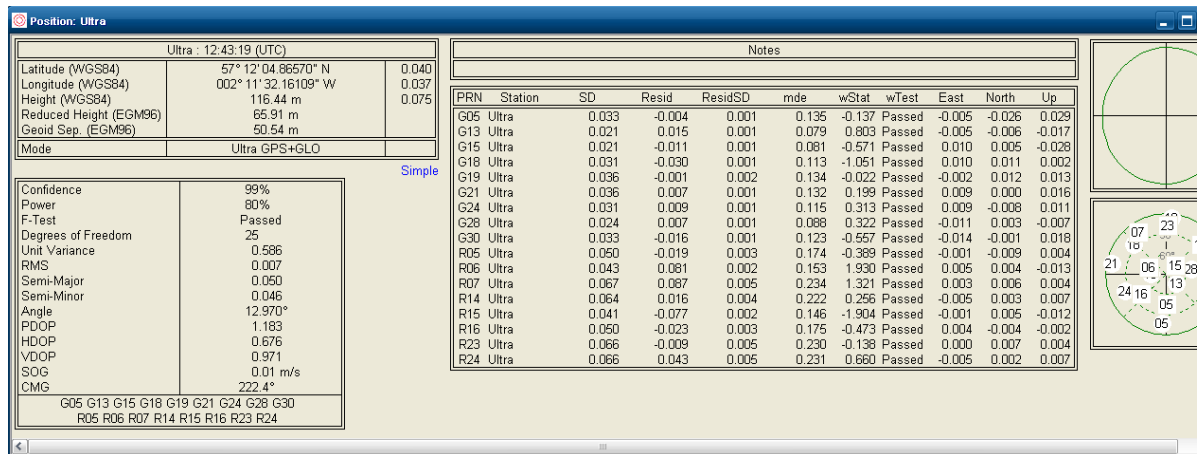 Position: Ultra
Ultra : 12:43:19 (UTC)
Latitude (WGS84) 57° 12' 04.86570" N 0.040
Longitude (WGS84) 002° 11' 32.16109" W 0.037
Height (WGS84) 116.44 m 0.075
Reduced Height (EGM96) 65.91 m
Geoid Sep. (EGM96) 50.54 m
Mode Ultra GPS+GLO
Simple
Confidence 99%
Power 80%
F-Test Passed
Degrees of Freedom 25
Unit Variance 0.586
RMS 0.007
Semi-Major 0.050
Semi-Minor 0.046
Angle 12.970°
PDOP 1.183
HDOP 0.676
VDOP 0.971
SOG 0.01 m/s
CMG 222.4°
G05 G13 G15 G18 G19 G21 G24 G28 G30
R05 R06 R07 R14 R15 R16 R23 R24
Notes
PRN Station SD Resid ResidSD mde wStat wTest East North Up
G05 Ultra 0.033 -0.004 0.001 0.135 -0.137 Passed -0.005 -0.026 0.029
G13 Ultra 0.021 0.015 0.001 0.079 0.803 Passed -0.005 -0.006 -0.017
G15 Ultra 0.021 -0.011 0.001 0.081 -0.571 Passed 0.010 0.005 -0.028
G18 Ultra 0.031 -0.030 0.001 0.113 -1.051 Passed 0.010 0.011 0.002
G19 Ultra 0.036 -0.001 0.002 0.134 -0.022 Passed -0.002 0.012 0.013
G21 Ultra 0.036 0.007 0.001 0.132 0.199 Passed 0.009 0.000 0.016
G24 Ultra 0.031 0.009 0.001 0.115 0.313 Passed 0.009 -0.008 0.011
G28 Ultra 0.024 0.007 0.001 0.088 0.322 Passed -0.011 0.003 -0.007
G30 Ultra 0.033 -0.016 0.001 0.123 -0.557 Passed -0.014 -0.001 0.018
R05 Ultra 0.050 -0.019 0.003 0.174 -0.389 Passed -0.001 -0.009 0.004
R06 Ultra 0.043 0.081 0.002 0.153 1.930 Passed 0.005 0.004 -0.013
R07 Ultra 0.067 0.087 0.005 0.234 1.321 Passed 0.003 0.006 0.004
R14 Ultra 0.064 0.016 0.004 0.222 0.256 Passed -0.005 0.003 0.007
R15 Ultra 0.041 -0.077 0.002 0.146 -1.904 Passed -0.001 0.005 -0.012
R16 Ultra 0.050 -0.023 0.003 0.175 -0.473 Passed 0.004 -0.004 -0.002
R23 Ultra 0.066 -0.009 0.005 0.230 -0.138 Passed 0.000 0.007 0.004
R24 Ultra 0.066 0.043 0.005 0.231 0.660 Passed -0.005 0.002 0.007
07 23
18
21 06 15 28
13
24 16
05
05